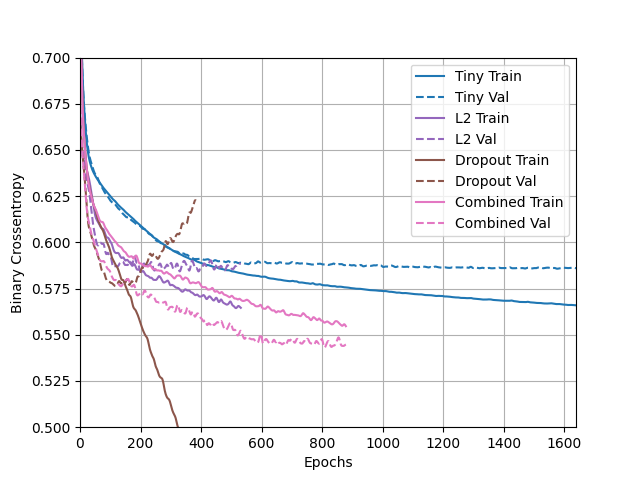 0.700
0.675
0.650
0.625
0.600
0.575
0.550
0.525
0.500
Binary Crossentropy
0 200 400 600 800 1000 1200 1400 1600
Epochs
Tiny Train
Tiny Val
L2 Train
L2 Val
Dropout Train
Dropout Val
Combined Train
Combined Val